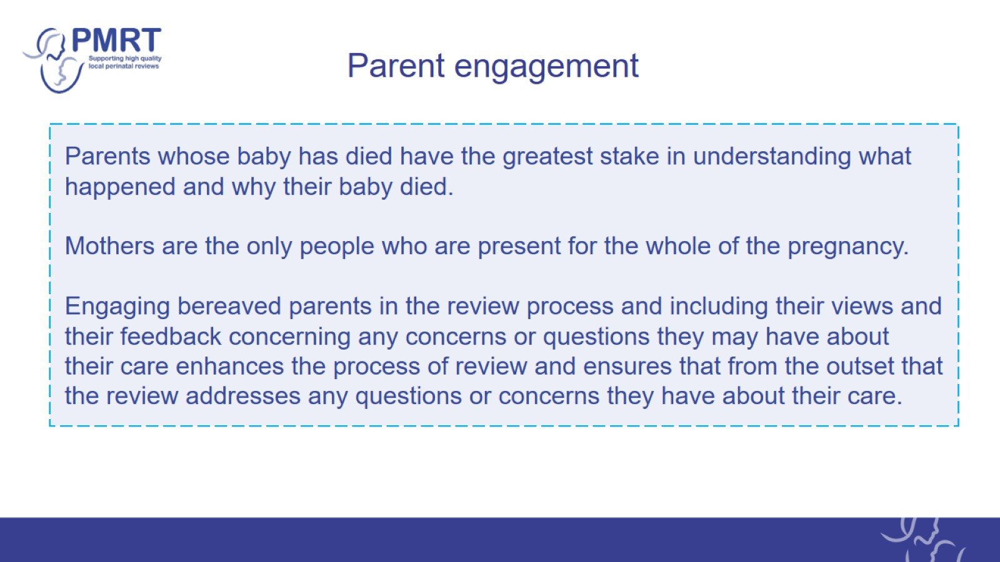 PMRT
Supporting high quality
local perinatal reviews
Parent engagement
Parents whose baby has died have the greatest stake in understanding what
happened and why their baby died.
Mothers are the only people who are present for the whole of the pregnancy.
Engaging bereaved parents in the review process and including their views and
their feedback concerning any concerns or questions they may have about
their care enhances the process of review and ensures that from the outset that
the review addresses any questions or concerns they have about their care.